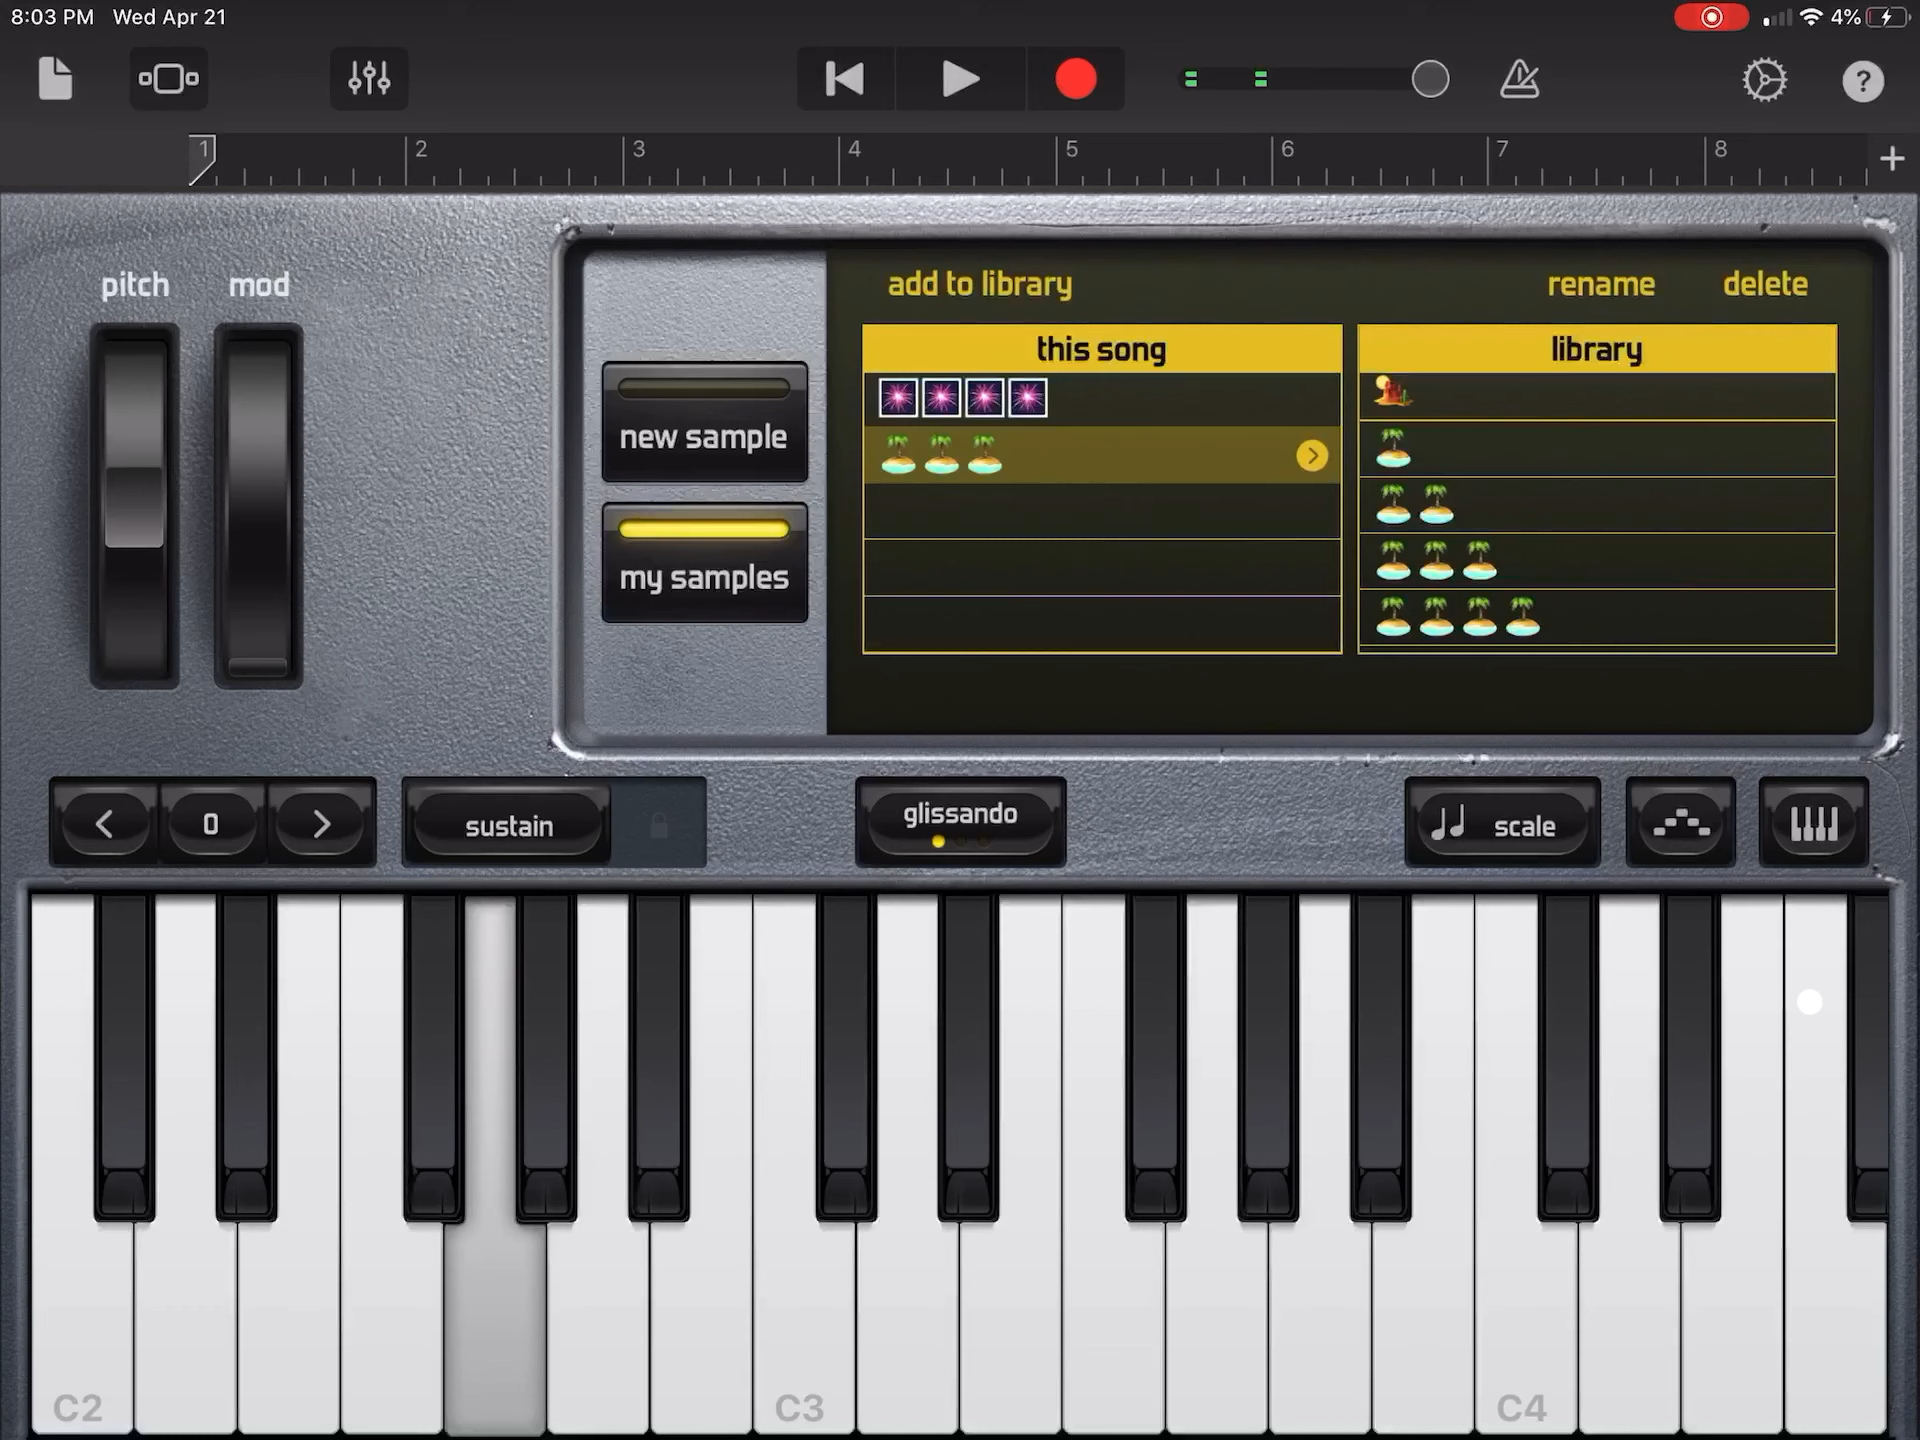 8:03 PM Wed Apr 21
4%
?
1 2 3 4 5 6 7 8 +
pitch mod
add to library rename delete
this song library
new sample
my samples
0
sustain
glissando
scale
C2 C3 C4